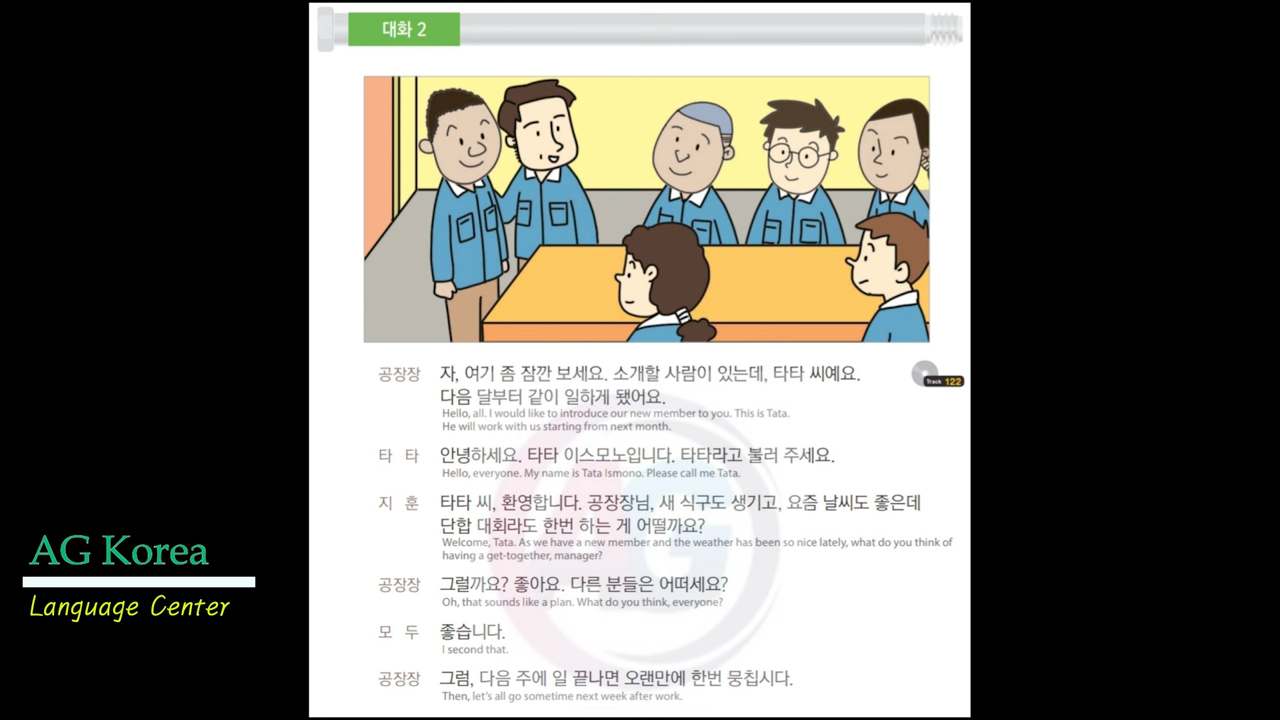 대화 2
공장장 자, 여기 좀 잠깐 보세요. 소개할 사람이 있는데, 타타 씨예요.
Track 122
다음 달부터 같이 일하게 됐어요.
Hello, all. I would like to introduce our new member to you. This is Tata.
He will work with us starting from next month.
타 타 안녕하세요. 타타 이스모노입니다. 타타라고 불러 주세요.
Hello, everyone. My name is Tata Ismono. Please call me Tata.
지 훈 타타 씨, 환영합니다. 공장장님, 새 식구도 생기고, 요즘 날씨도 좋은데
단합 대회라도 한번 하는 게 어떨까요?
Welcome, Tata. As we have a new member and the weather has been so nice lately, what do you think of
having a get-together, manager?
공장장 그럴까요? 좋아요. 다른 분들은 어떠세요?
Oh, that sounds like a plan. What do you think, everyone?
모 두 좋습니다.
I second that.
공장장 그럼, 다음 주에 일 끝나면 오랜만에 한번 뭉칩시다.
Then, let's all go sometime next week after work.
AG Korea
Language Center